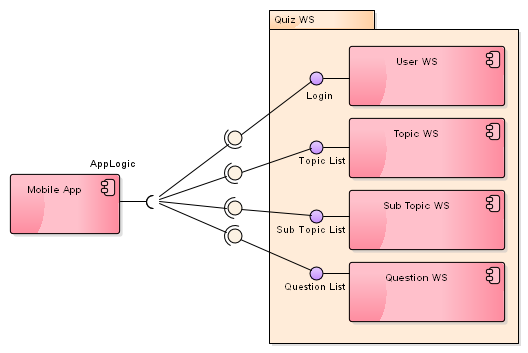 Quiz WS
User WS
Login
Topic WS
AppLogic
Topic List
Mobile App
Sub Topic WS
Sub Topic List
Question WS
Question List